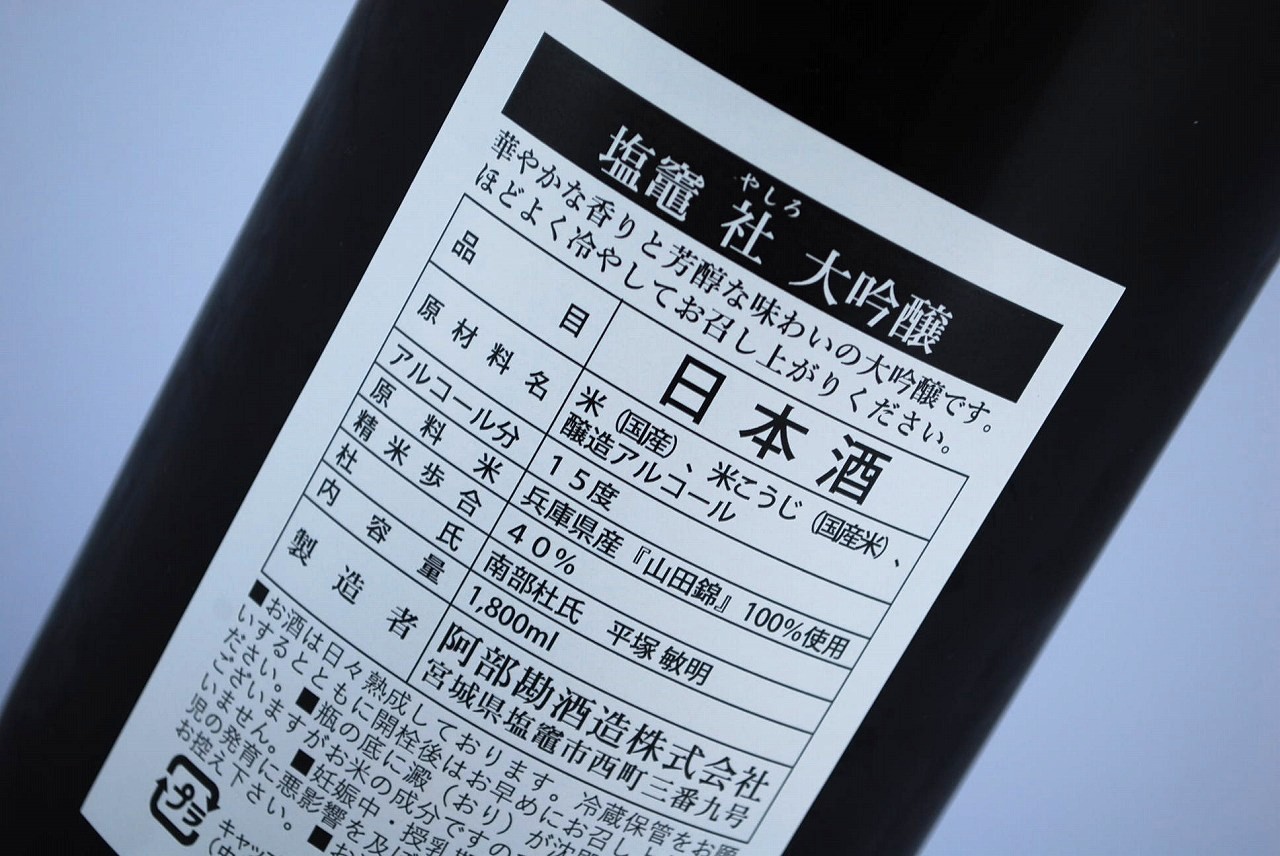 塩竈 社 大吟醸
やしろ
華やかな香りと芳醇な味わいの大吟醸です。
ほどよく冷やしてお召し上がりください。
品目 日本酒
原材料名 米（国産）、米こうじ（国産米）、
醸造アルコール
アルコール分 15度
原料米 兵庫県産『山田錦』100%使用
精米歩合 40%
杜氏 南部杜氏 平塚敏明
内容量 1,800ml
製造者 阿部勘酒造株式会社
宮城県塩竈市西町三番九号
■お酒は日々熟成しております。冷蔵保管をお願
いするとともに開栓後はお早めにお召し上
ださい。■瓶の底に澱（おり）が沈
ございますがお米の成分ですの
いません。■妊娠中・授乳
児の発育に悪影響を及ぼ
お控え下さい。■お
プラ
キャッ